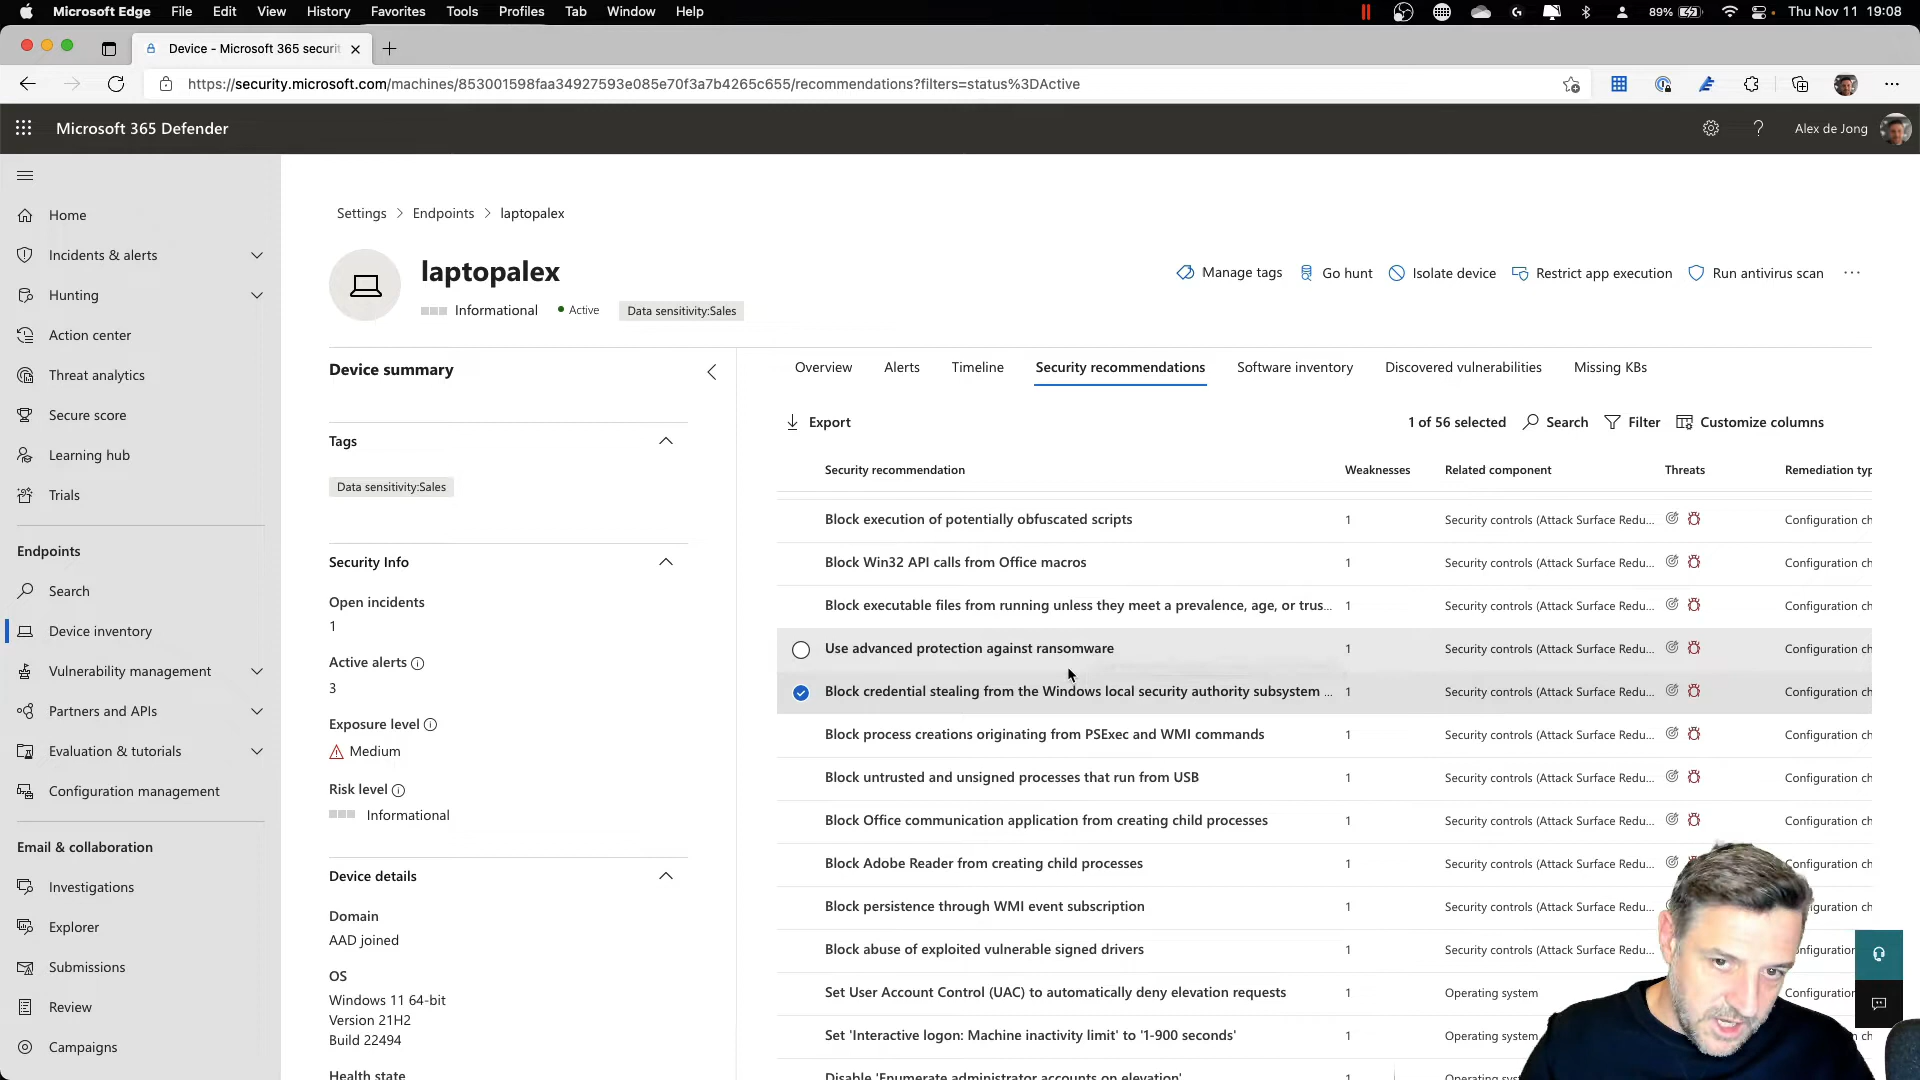 Microsoft Edge File Edit View History Favorites Tools Profiles Tab Window Help 89% Thu Nov 11 19:08
Device - Microsoft 365 securit
https://security.microsoft.com/machines/853001598faa34927593e085e70f3a7b4265c655/recommendations?filters=status%3DActive
Microsoft 365 Defender
Alex de Jong
Home
Incidents & alerts
Hunting
Action center
Threat analytics
Secure score
Learning hub
Trials
Endpoints
Search
Device inventory
Vulnerability management
Partners and APIs
Evaluation & tutorials
Configuration management
Email & collaboration
Investigations
Explorer
Submissions
Review
Campaigns
Settings > Endpoints > laptopalex
laptopalex
Informational Active Data sensitivity:Sales
Manage tags Go hunt Isolate device Restrict app execution Run antivirus scan ...
Device summary
Tags
Data sensitivity:Sales
Security Info
Open incidents
1
Active alerts
3
Exposure level
Medium
Risk level
Informational
Device details
Domain
AAD joined
OS
Windows 11 64-bit
Version 21H2
Build 22494
Health state
Overview Alerts Timeline Security recommendations Software inventory Discovered vulnerabilities Missing KBs
Export 1 of 56 selected Search Filter Customize columns
Security recommendation Weaknesses Related component Threats Remediation typ
Block execution of potentially obfuscated scripts 1 Security controls (Attack Surface Redu... Configuration ch
Block Win32 API calls from Office macros 1 Security controls (Attack Surface Redu... Configuration ch
Block executable files from running unless they meet a prevalence, age, or trus... 1 Security controls (Attack Surface Redu... Configuration ch
Use advanced protection against ransomware 1 Security controls (Attack Surface Redu... Configuration ch
Block credential stealing from the Windows local security authority subsystem ... 1 Security controls (Attack Surface Redu... Configuration ch
Block process creations originating from PSExec and WMI commands 1 Security controls (Attack Surface Redu... Configuration ch
Block untrusted and unsigned processes that run from USB 1 Security controls (Attack Surface Redu... Configuration ch
Block Office communication application from creating child processes 1 Security controls (Attack Surface Redu... Configuration ch
Block Adobe Reader from creating child processes 1 Security controls (Attack Surface Redu... Configuration ch
Block persistence through WMI event subscription 1 Security controls (Attack Surface Redu... guration ch
Block abuse of exploited vulnerable signed drivers 1 Security controls (Attack Surface Redu... nfiguration
Set User Account Control (UAC) to automatically deny elevation requests 1 Operating system Configuration
Set 'Interactive logon: Machine inactivity limit' to '1-900 seconds' 1 Operating system
Disable 'Enumerate administrator accounts on elevation' 1 Operating sys